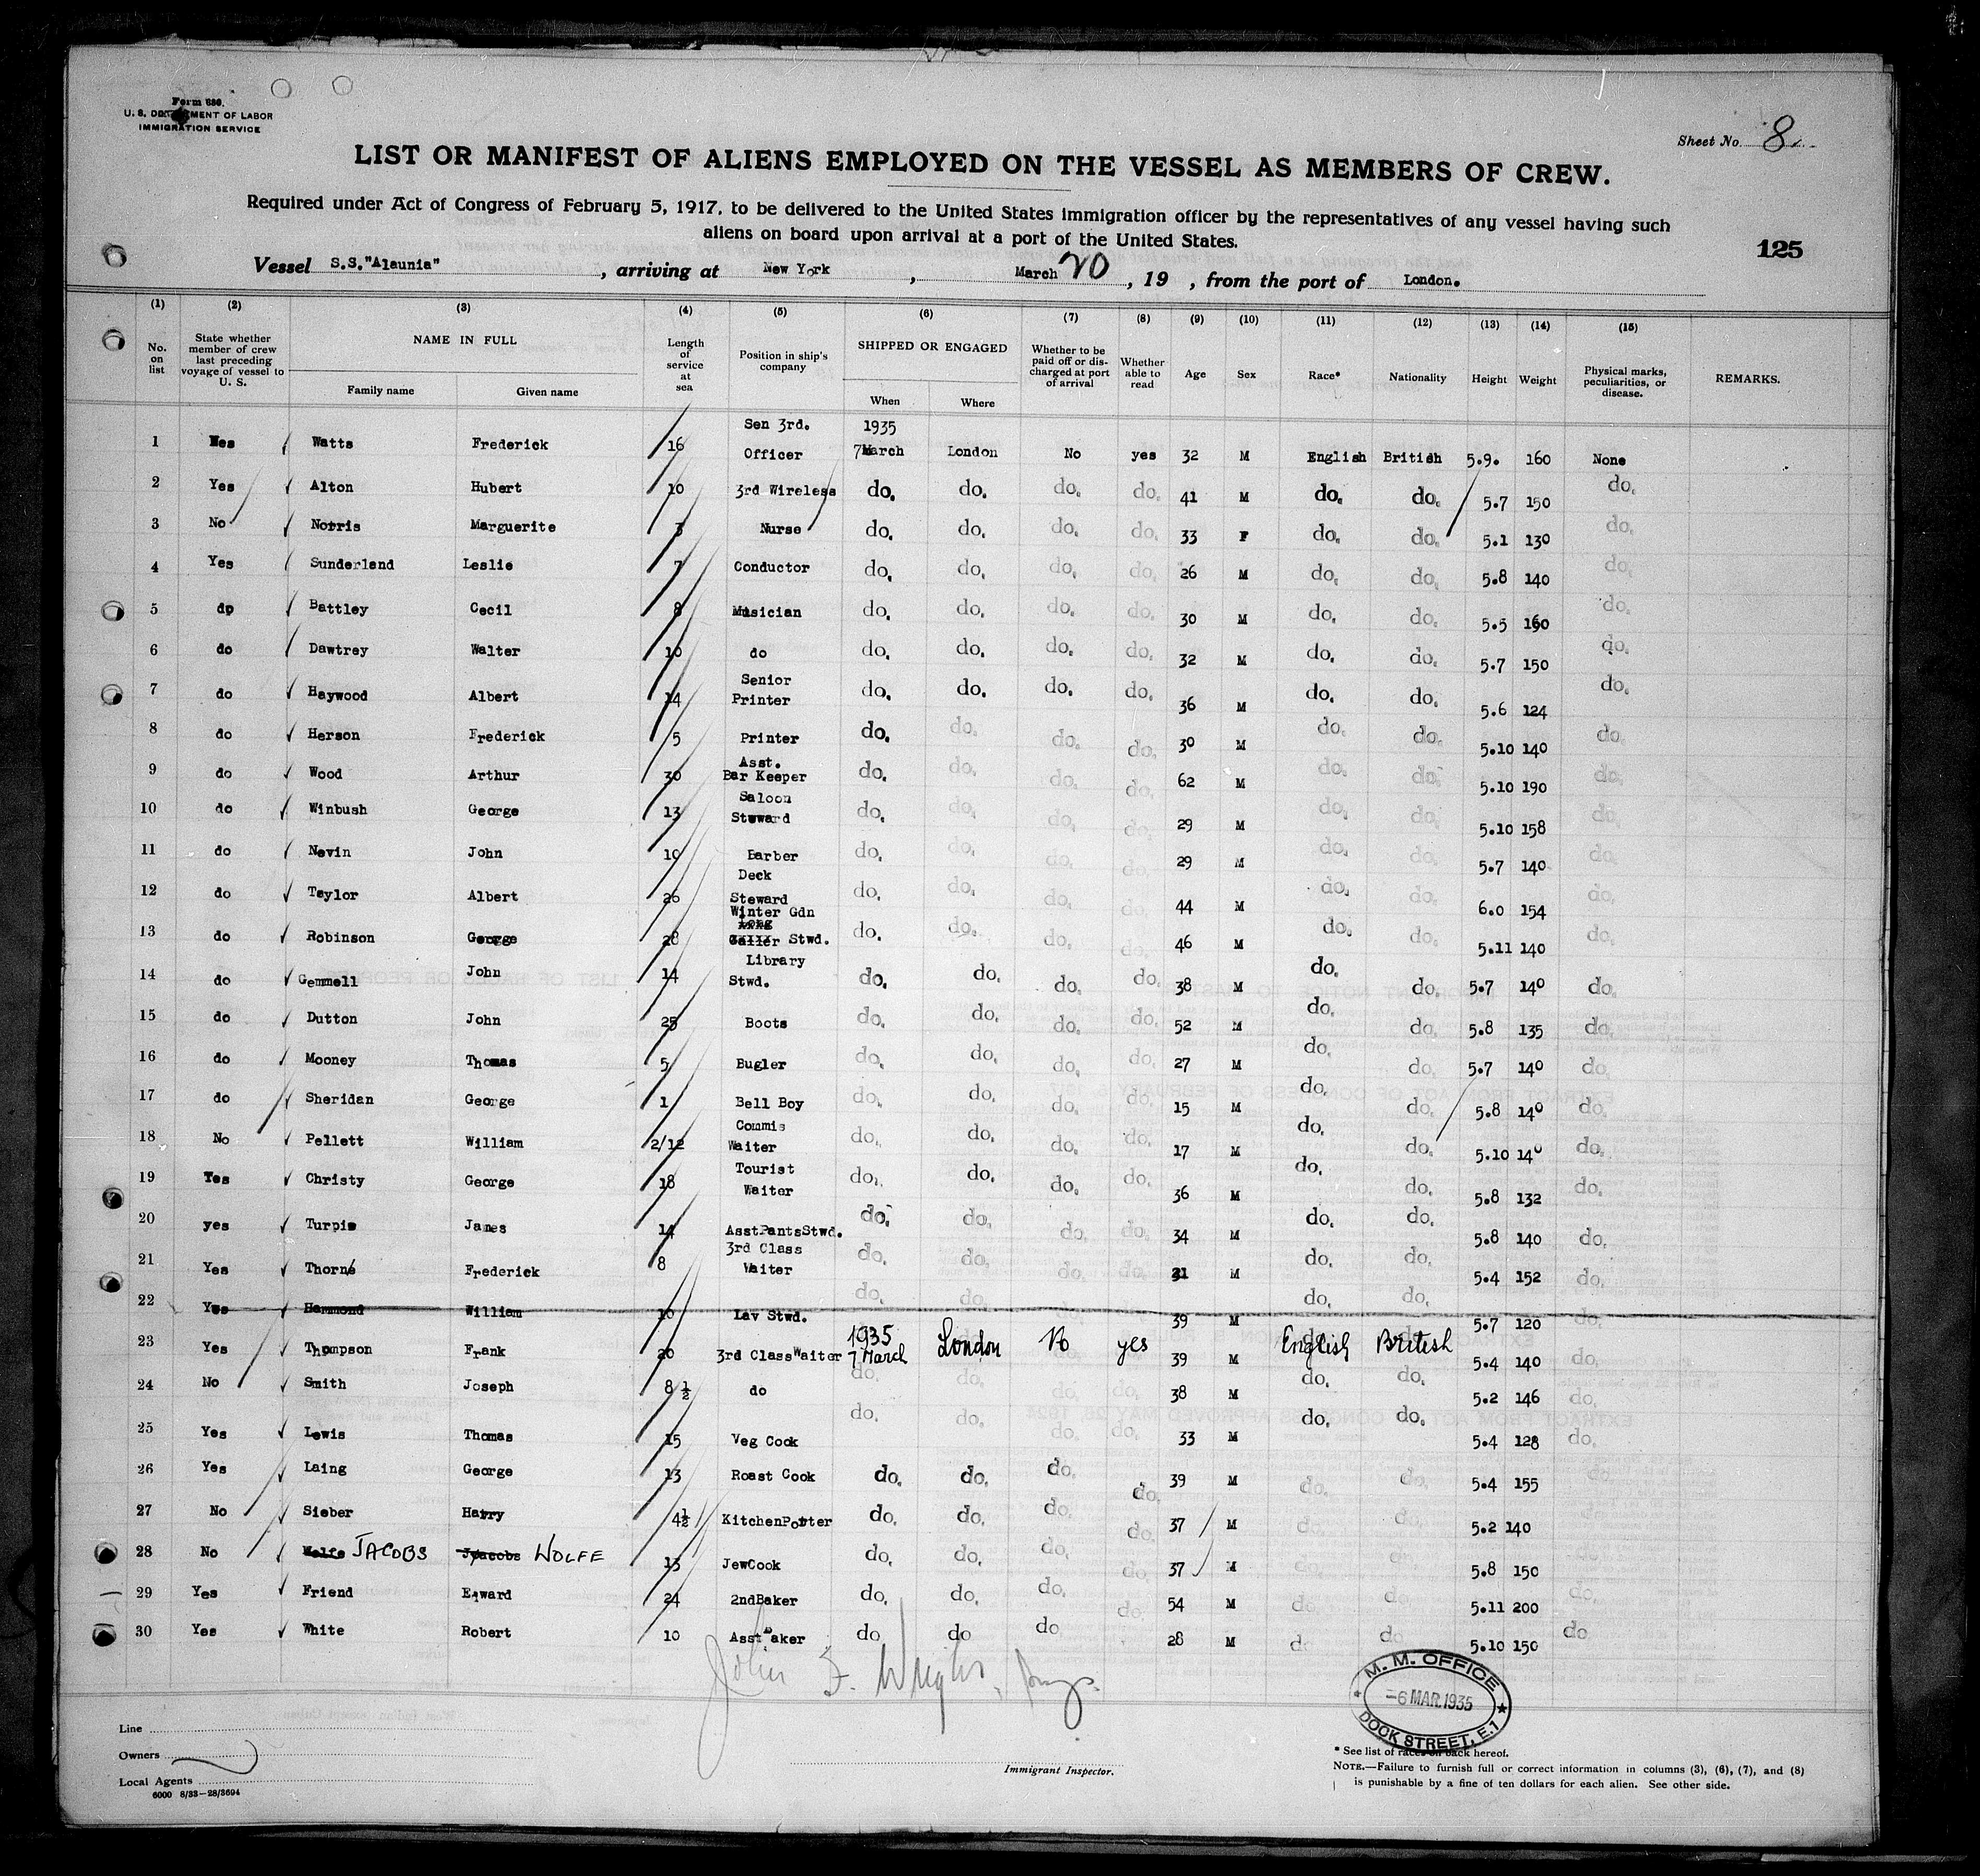 Form 680.
U. S. DEPARTMENT OF LABOR
IMMIGRATION SERVICE
Sheet No. 8.
LIST OR MANIFEST OF ALIENS EMPLOYED ON THE VESSEL AS MEMBERS OF CREW.
Required under Act of Congress of February 5, 1917, to be delivered to the United States immigration officer by the representatives of any vessel having such
aliens on board upon arrival at a port of the United States.
125
Vessel S.S."Alaunia", arriving at New York, March 20, 19 , from the port of London.
(1) (2) (3) (4) (5) (6) (7) (8) (9) (10) (11) (12) (13) (14) (15)
No. on list State whether member of crew last preceding voyage of vessel to U. S. NAME IN FULL Family name Given name Length of service at sea Position in ship's company SHIPPED OR ENGAGED When Where Whether to be paid off or discharged at port of arrival Whether able to read Age Sex Race* Nationality Height Weight Physical marks, peculiarities, or disease. REMARKS.
1 Yes Watts Frederick 16 Sen 3rd. Officer 1935 7 March London No yes 32 M English British 5.9. 160 None
2 Yes Alton Hubert 10 3rd Wireless do. do. do. do. 41 M do. do. 5.7 150 do.
3 No Norris Marguerite 3 Nurse do. do. do. do. 33 F do. do. 5.1 130 do.
4 Yes Sunderland Leslie 7 Conductor do. do. do. do. 26 M do. do. 5.8 140 do.
5 do Battley Cecil 8 Musician do. do. do. do. 30 M do. do. 5.5 160 do.
6 do Dawtrey Walter 10 do do. do. do. do. 32 M do. do. 5.7 150 do.
7 do Haywood Albert 14 Senior Printer do. do. do. do. 36 M do. do. 5.6 124 do.
8 do Herson Frederick 5 Printer do. do. do. do. 30 M do. do. 5.10 140 do.
9 do Wood Arthur 30 Asst. Bar Keeper do. do. do. do. 62 M do. do. 5.10 190 do.
10 do Winbush George 13 Saloon Steward do. do. do. do. 29 M do. do. 5.10 158 do.
11 do Nevin John 10 Barber do. do. do. do. 29 M do. do. 5.7 140 do.
12 do Taylor Albert 26 Deck Steward do. do. do. do. 44 M do. do. 6.0 154 do.
13 do Robinson George 28 Winter Gdn Stwd. do. do. do. do. 46 M do. do. 5.11 140 do.
14 do Gemmell John 14 Library Stwd. do. do. do. do. 38 M do. do. 5.7 140 do.
15 do Dutton John 25 Boots do. do. do. do. 52 M do. do. 5.8 135 do.
16 do Mooney Thomas 5 Bugler do. do. do. do. 27 M do. do. 5.7 140 do.
17 do Sheridan George 1 Bell Boy do. do. do. do. 15 M do. do. 5.8 140 do.
18 No Pellett William 2/12 Commis Waiter do. do. do. do. 17 M do. do. 5.10 140 do.
19 Yes Christy George 18 Tourist Waiter do. do. do. do. 36 M do. do. 5.8 132 do.
20 yes Turpin James 14 AsstPantsStwd. do. do. do. do. 34 M do. do. 5.8 140 do.
21 Yes Thorne Frederick 8 3rd Class Waiter do. do. do. do. 31 M do. do. 5.4 152 do.
22 Yes Hammond William 10 Lav Stwd. do. do. 39 M do. do. 5.7 120 do.
23 Yes Thompson Frank 20 3rd ClassWaiter 1935 7 March London No yes 39 M English British 5.4 140 do.
24 No Smith Joseph 8½ do do. do. do. do. 38 M do. do. 5.2 146 do.
25 Yes Lewis Thomas 15 Veg Cook do. do. do. do. 33 M do. do. 5.4 128 do.
26 Yes Laing George 13 Roast Cook do. do. do. do. 39 M do. do. 5.4 155 do.
27 No Sieber Harry 4½ KitchenPorter do. do. do. do. 37 M do. do. 5.2 140 do.
28 No Wolfe JACOBS Jacobs WOLFE 13 JewCook do. do. do. do. 37 M do. do. 5.8 150 do.
29 Yes Friend Edward 24 2ndBaker do. do. do. do. 54 M do. do. 5.11 200 do.
30 Yes White Robert 10 AsstBaker do do do 28 M do do 5.10 150 do
John F. Wright
M. M. OFFICE
-6 MAR. 1935
DOCK STREET, E.1
Line
Owners
Local Agents
6000 8/33-28/3694
Immigrant Inspector.
* See list of races on back hereof.
NOTE.—Failure to furnish full or correct information in columns (3), (6), (7), and (8)
is punishable by a fine of ten dollars for each alien. See other side.